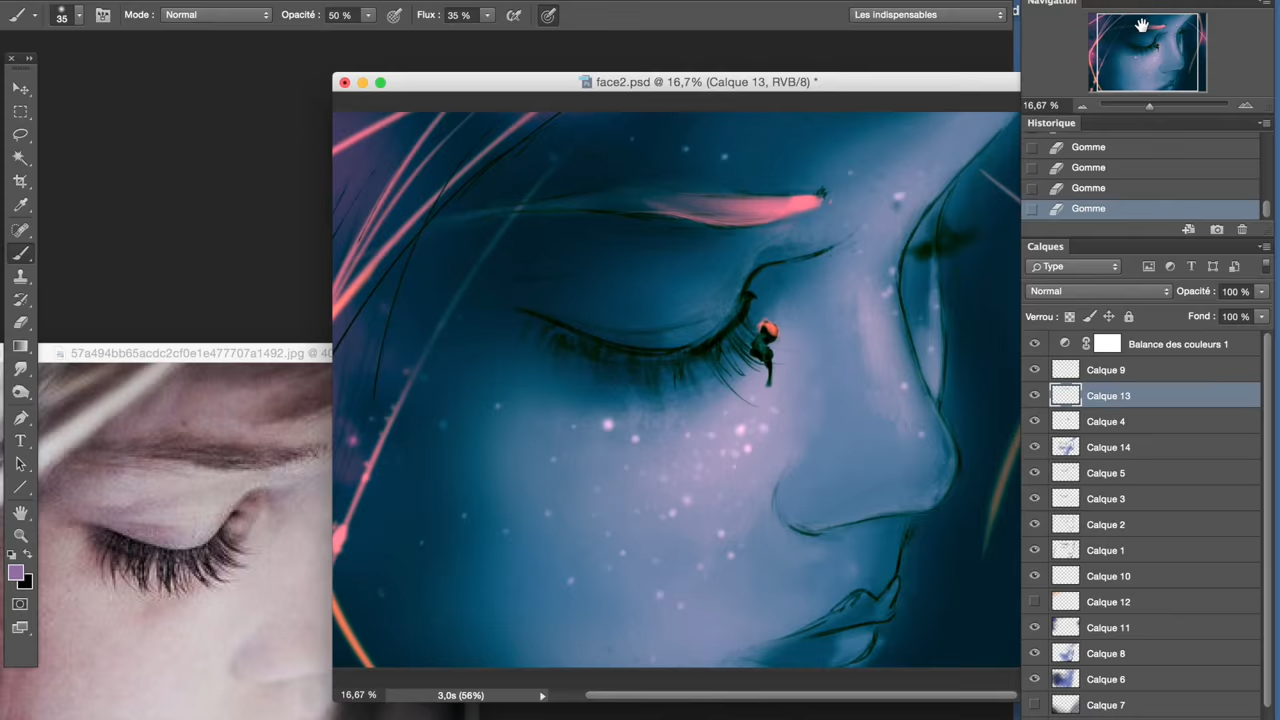 35
Mode :
Normal
Opacité :
50 %
Flux :
35 %
Les indispensables
Navigation
face2.psd @ 16,7% (Calque 13, RVB/8) *
16,67 %
Historique
Gomme
Gomme
Gomme
Gomme
Calques
Type
Normal
Opacité :
100 %
Verrou :
Fond :
100 %
Balance des couleurs 1
57a494bb65acdc2cf0e1e477707a1492.jpg @ 40
Calque 9
Calque 13
Calque 4
Calque 14
Calque 5
Calque 3
Calque 2
Calque 1
Calque 10
Calque 12
Calque 11
Calque 8
Calque 6
Calque 7
16,67 %
3,0s (56%)